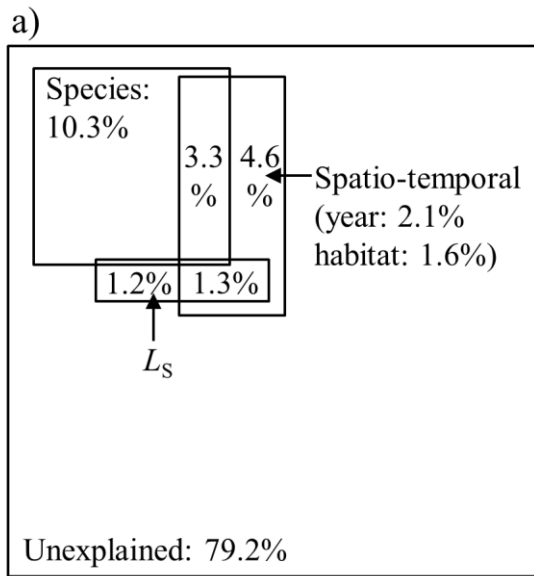 a)
Species:
10.3%
3.3
%
4.6
%
Spatio-temporal
(year: 2.1%
habitat: 1.6%)
1.2%
1.3%
LS
Unexplained: 79.2%